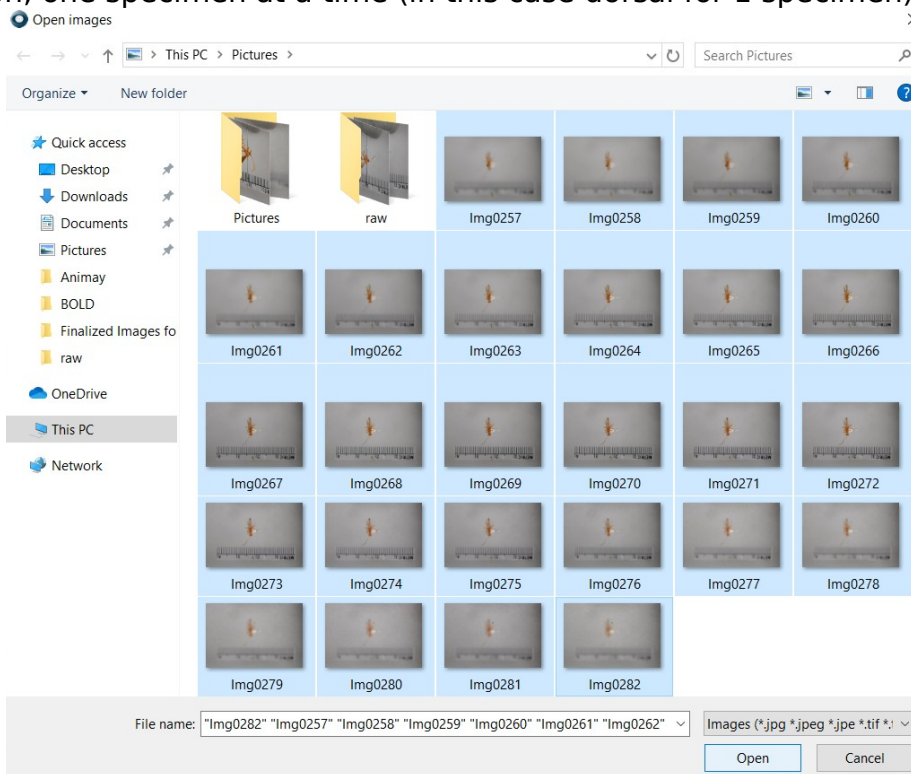 one specimen at a time (in this case dorsal for 1 specimen)
Open images
This PC > Pictures >
Search Pictures
Organize
New folder
Quick access
Desktop
Downloads
Documents
Pictures
Animay
BOLD
Finalized Images fo
raw
OneDrive
This PC
Network
Pictures
raw
Img0257
Img0258
Img0259
Img0260
Img0261
Img0262
Img0263
Img0264
Img0265
Img0266
Img0267
Img0268
Img0269
Img0270
Img0271
Img0272
Img0273
Img0274
Img0275
Img0276
Img0277
Img0278
Img0279
Img0280
Img0281
Img0282
File name: "Img0282" "Img0257" "Img0258" "Img0259" "Img0260" "Img0261" "Img0262"
Images (*.jpg *.jpeg *.jpe *.tif *.
Open
Cancel